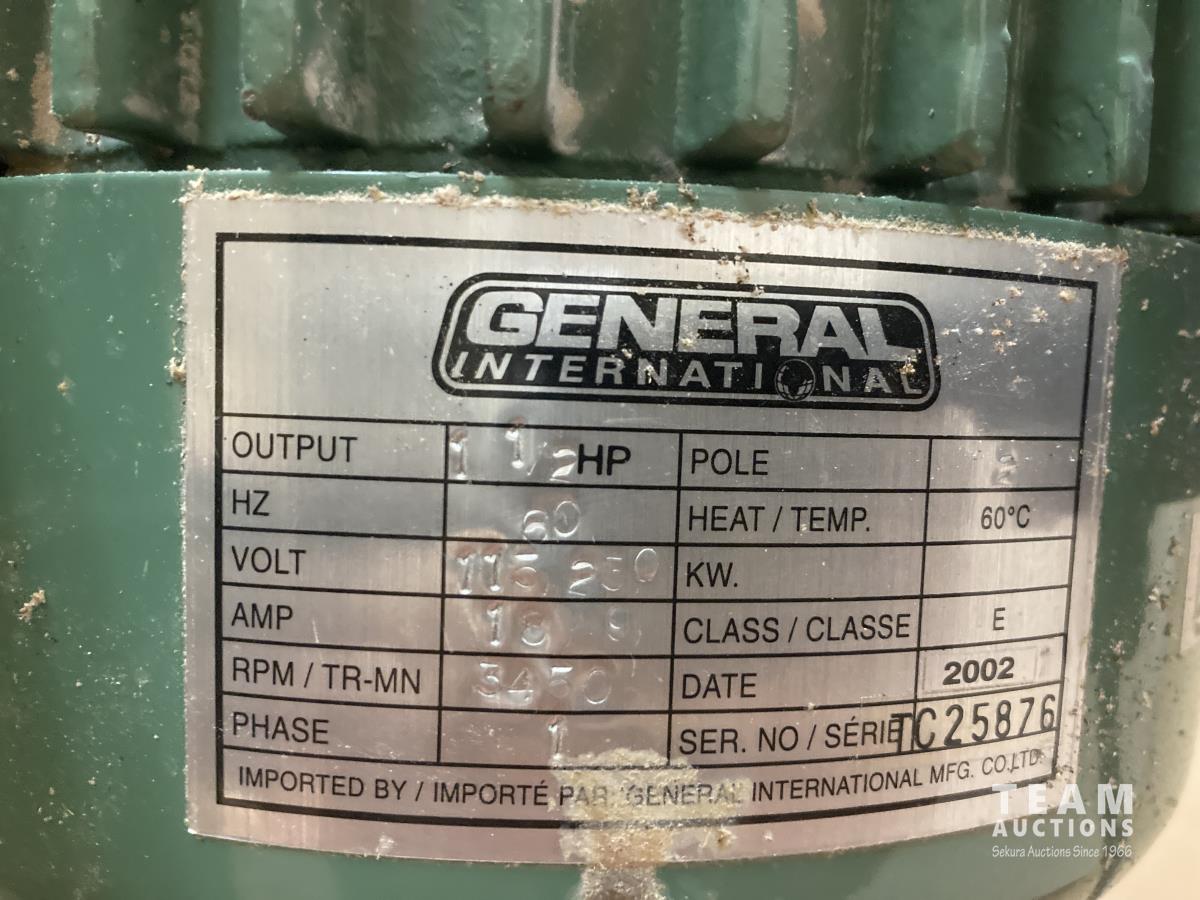 GENERAL
INTERNATIONAL
OUTPUT 1 1/2 HP POLE 2
HZ 60 HEAT / TEMP. 60°C
VOLT 115,230 KW.
AMP 18 9 CLASS / CLASSE E
RPM / TR-MN 3450 DATE 2002
PHASE 1 SER. NO / SÉRIE TC25876
IMPORTED BY / IMPORTÉ PAR GENERAL INTERNATIONAL MFG. CO.LTD.
TEAM
AUCTIONS
Sekura Auctions Since 1966